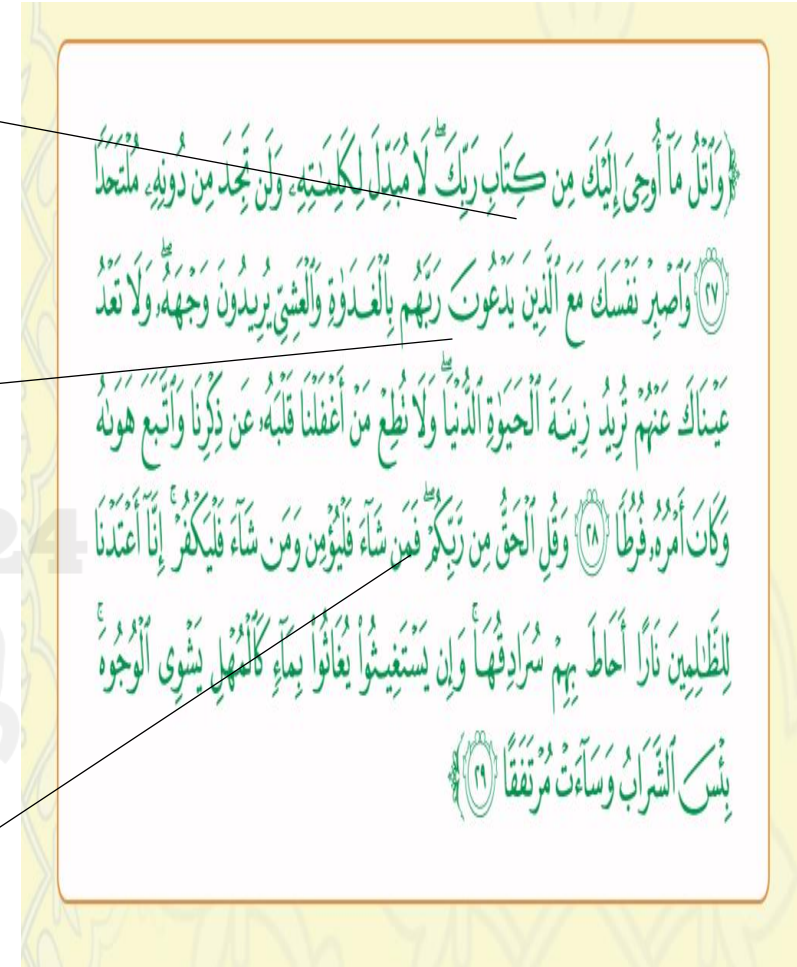 ﴿وَٱتۡلُ مَآ أُوحِيَ إِلَيۡكَ مِن كِتَابِ رَبِّكَۖ لَا مُبَدِّلَ لِكَلِمَٰتِهِۦ وَلَن تَجِدَ مِن دُونِهِۦ مُلۡتَحَدٗا
٢٧ وَٱصۡبِرۡ نَفۡسَكَ مَعَ ٱلَّذِينَ يَدۡعُونَ رَبَّهُم بِٱلۡغَدَوٰةِ وَٱلۡعَشِيِّ يُرِيدُونَ وَجۡهَهُۥۖ وَلَا تَعۡدُ
عَيۡنَاكَ عَنۡهُمۡ تُرِيدُ زِينَةَ ٱلۡحَيَوٰةِ ٱلدُّنۡيَاۖ وَلَا تُطِعۡ مَنۡ أَغۡفَلۡنَا قَلۡبَهُۥ عَن ذِكۡرِنَا وَٱتَّبَعَ هَوَىٰهُ
وَكَانَ أَمۡرُهُۥ فُرُطٗا ٢٨ وَقُلِ ٱلۡحَقُّ مِن رَّبِّكُمۡۖ فَمَن شَآءَ فَلۡيُؤۡمِن وَمَن شَآءَ فَلۡيَكۡفُرۡۚ إِنَّآ أَعۡتَدۡنَا
لِلظَّٰلِمِينَ نَارًا أَحَاطَ بِهِمۡ سُرَادِقُهَاۚ وَإِن يَسۡتَغِيثُواْ يُغَاثُواْ بِمَآءٖ كَٱلۡمُهۡلِ يَشۡوِي ٱلۡوُجُوهَۚ
بِئۡسَ ٱلشَّرَابُ وَسَآءَتۡ مُرۡتَفَقًا ٢٩﴾
24